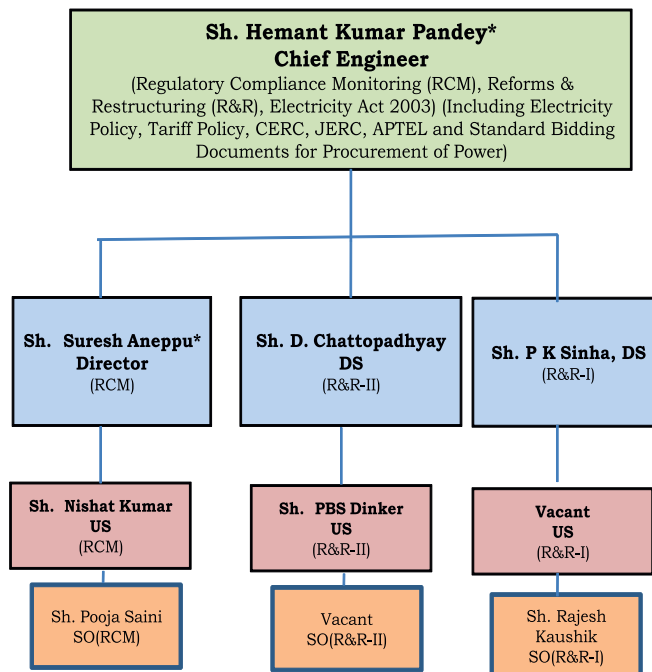 Sh. Hemant Kumar Pandey*
Chief Engineer
(Regulatory Compliance Monitoring (RCM), Reforms &
Restructuring (R&R), Electricity Act 2003) (Including Electricity
Policy, Tariff Policy, CERC, JERC, APTEL and Standard Bidding
Documents for Procurement of Power)
Sh. Suresh Aneppu*
Director
(RCM)
Sh. D. Chattopadhyay
DS
(R&R-II)
Sh. P K Sinha, DS
(R&R-I)
Sh. Nishat Kumar
US
(RCM)
Sh. PBS Dinker
US
(R&R-II)
Vacant
US
(R&R-I)
Sh. Pooja Saini
SO(RCM)
Vacant
SO(R&R-II)
Sh. Rajesh
Kaushik
SO(R&R-I)